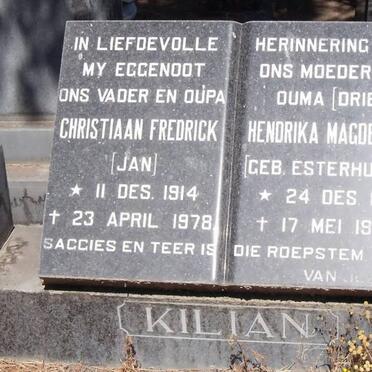 IN LIEFDEVOLLE
MY EGGENOOT
ONS VADER EN OUPA
CHRISTIAAN FREDRICK
[JAN]
★ 11 DES. 1914
✝ 23 APRIL 1978
SAGGIES EN TEER IS
HERINNERING
ONS MOEDER
OUMA
HENDRIKA
[GEB.
★ 24 DES.
✝ 17 MEI
DIE ROEPSTEM
VAN
KILIAN